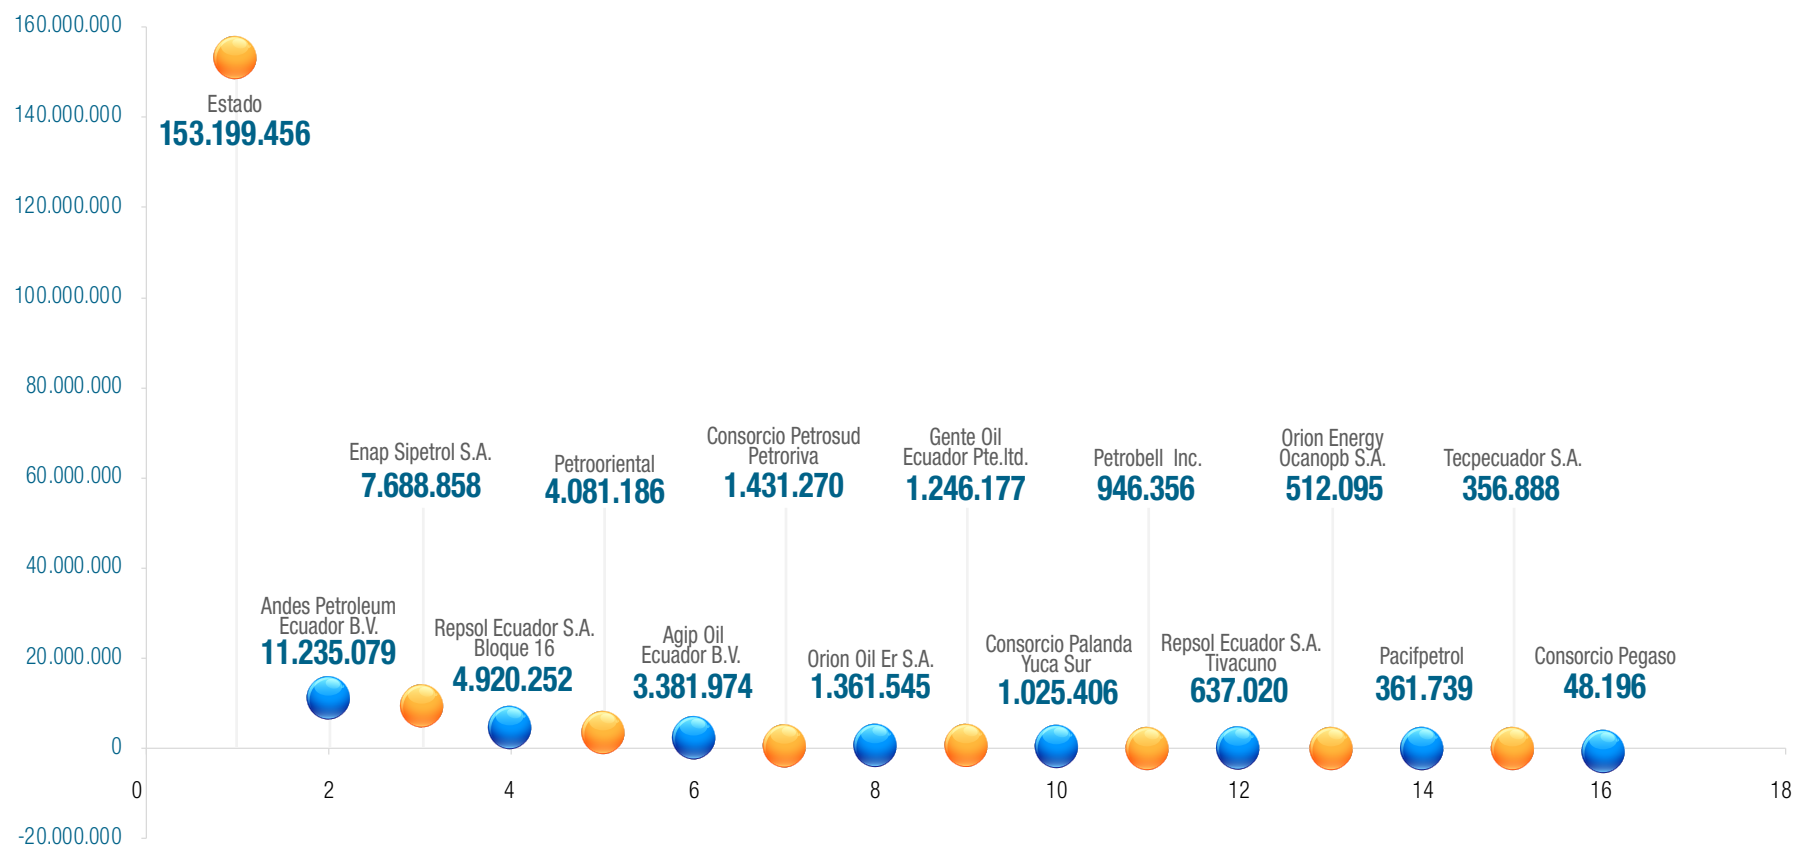 160.000.000
140.000.000
120.000.000
100.000.000
80.000.000
60.000.000
40.000.000
20.000.000
0
-20.000.000
Estado
153.199.456
Andes Petroleum
Ecuador B.V.
11.235.079
Enap Sipetrol S.A.
7.688.858
Repsol Ecuador S.A.
Bloque 16
4.920.252
Petrooriental
4.081.186
Agip Oil
Ecuador B.V.
3.381.974
Consorcio Petrosud
Petroriva
1.431.270
Orion Oil Er S.A.
1.361.545
Gente Oil
Ecuador Pte.ltd.
1.246.177
Consorcio Palanda
Yuca Sur
1.025.406
Petrobell Inc.
946.356
Repsol Ecuador S.A.
Tivacuno
637.020
Orion Energy
Ocanopb S.A.
512.095
Pacifpetrol
361.739
Tecpecuador S.A.
356.888
Consorcio Pegaso
48.196
0
2
4
6
8
10
12
14
16
18